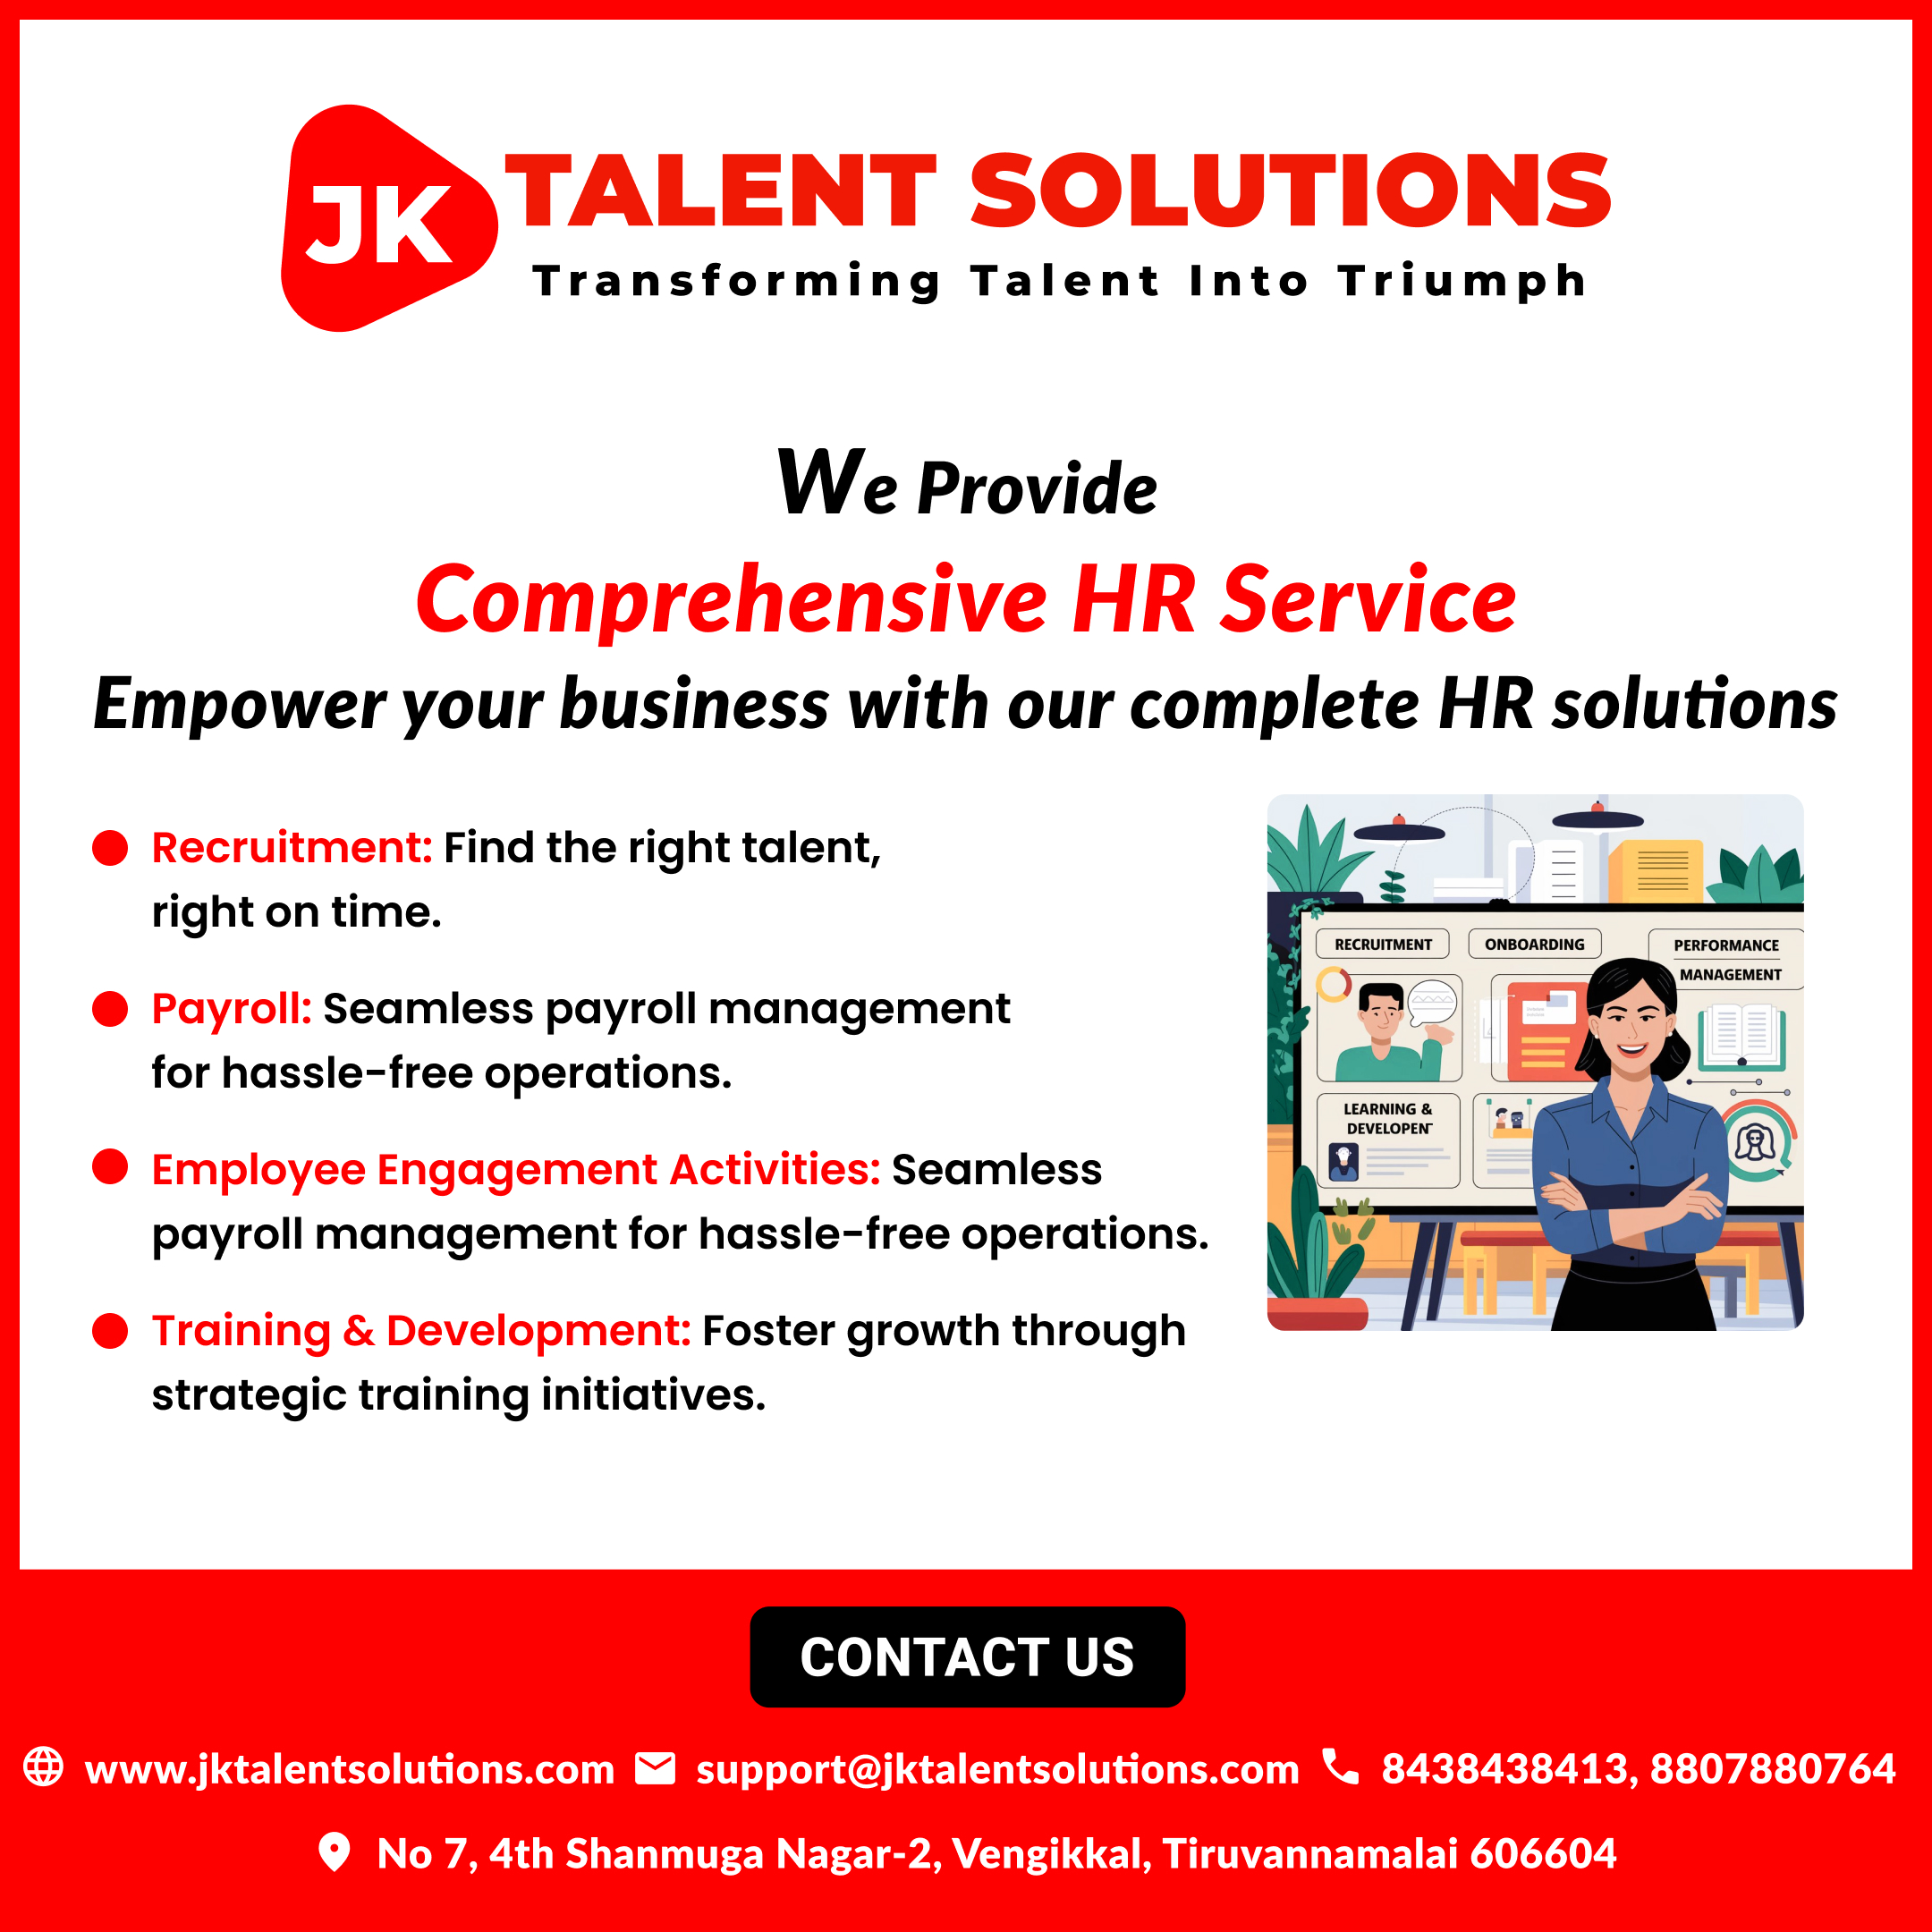 JK
TALENT SOLUTIONS
Transforming Talent Into Triumph
We Provide
Comprehensive HR Service
Empower your business with our complete HR solutions
Recruitment: Find the right talent,
right on time.
Payroll: Seamless payroll management
for hassle-free operations.
Employee Engagement Activities: Seamless
payroll management for hassle-free operations.
Training & Development: Foster growth through
strategic training initiatives.
RECRUITMENT
ONBOARDING
PERFORMANCE
MANAGEMENT
LEARNING &
DEVELOPENT
CONTACT US
www.jktalentsolutions.com support@jktalentsolutions.com 8438438413, 8807880764
No 7, 4th Shanmuga Nagar-2, Vengikkal, Tiruvannamalai 606604